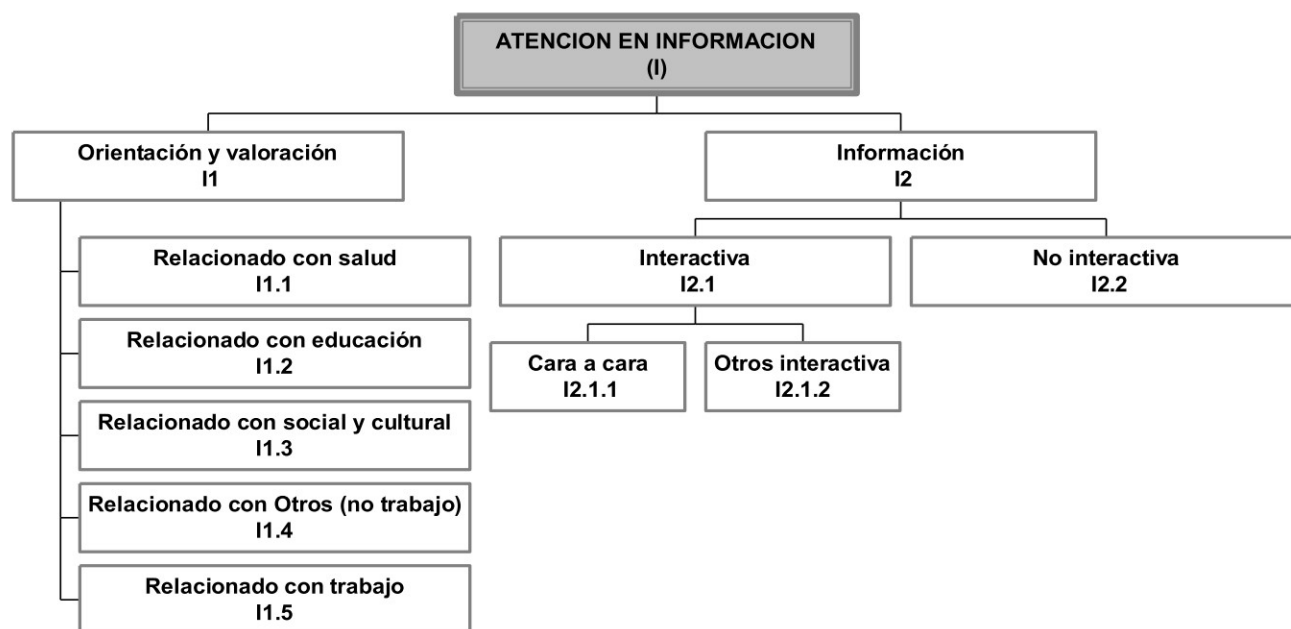 ATENCION EN INFORMACION
(I)
Orientación y valoración
I1
Relacionado con salud
I1.1
Relacionado con educación
I1.2
Relacionado con social y cultural
I1.3
Relacionado con Otros (no trabajo)
I1.4
Relacionado con trabajo
I1.5
Información
I2
Interactiva
I2.1
Cara a cara
I2.1.1
Otros interactiva
I2.1.2
No interactiva
I2.2